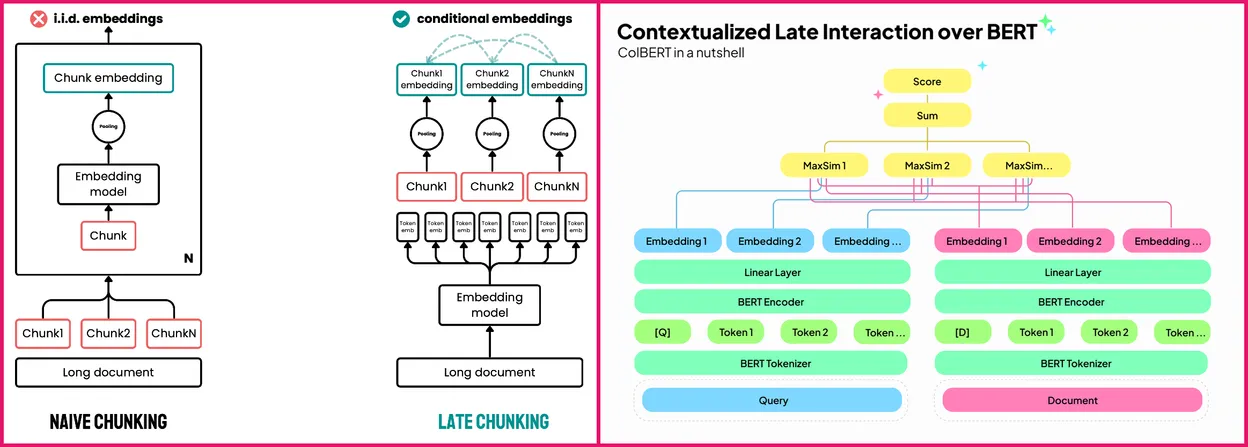 i.i.d. embeddings
Chunk embedding
Pooling
Embedding
model
Chunk
N
Chunk1 Chunk2 ChunkN
Long document
NAIVE CHUNKING
conditional embeddings
Chunk1
embedding
Chunk2
embedding
ChunkN
embedding
Pooling Pooling Pooling
Chunk1 Chunk2 ChunkN
Token
emb
Token
emb
Token
emb
Token
emb
Token
emb
Token
emb
Token
emb
Embedding
model
Long document
LATE CHUNKING
Contextualized Late Interaction over BERT
ColBERT in a nutshell
Score
Sum
MaxSim 1 MaxSim 2 MaxSim...
Embedding 1 Embedding 2 Embedding ... Embedding 1 Embedding 2 Embedding ...
Linear Layer Linear Layer
BERT Encoder BERT Encoder
[Q] Token 1 Token 2 Token ... [D] Token 1 Token 2 Token ...
BERT Tokenizer BERT Tokenizer
Query Document